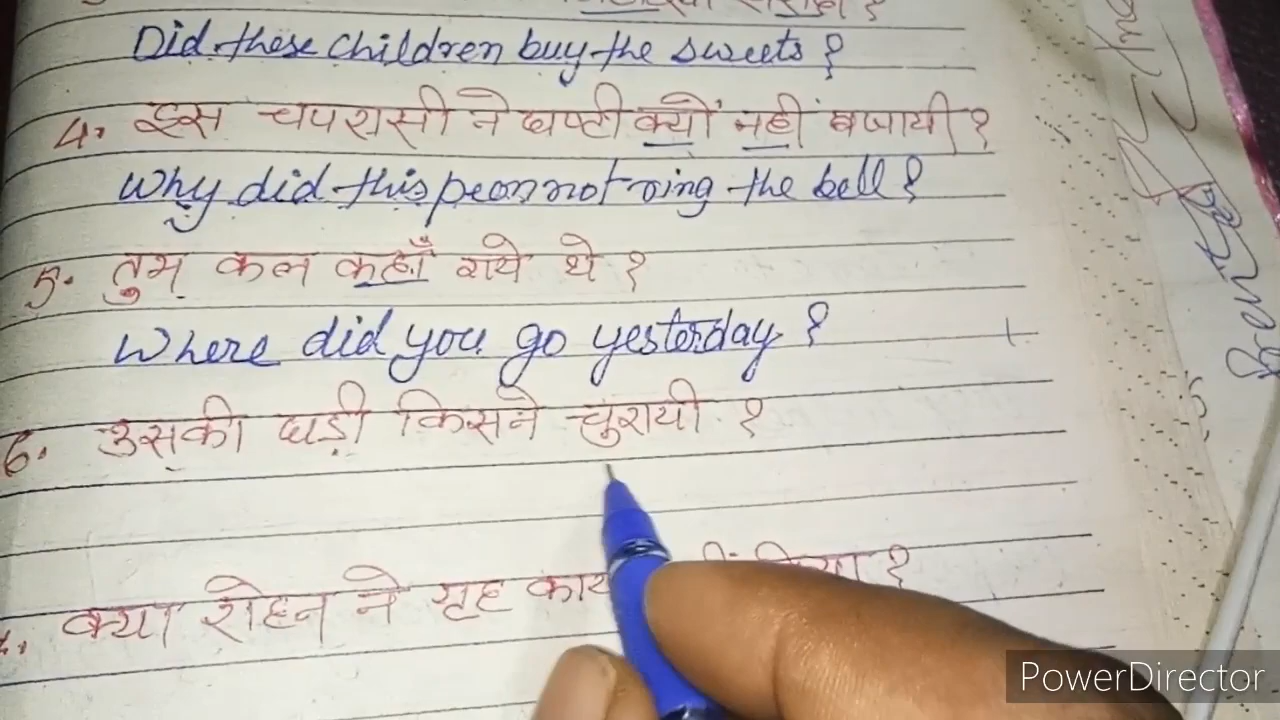 Did these children buy the sweets ?
4. इस चपरासी ने घण्टी क्यों नहीं बजायी ?
Why did this peon not ring the bell ?
5. तुम कल कहाँ गये थे ?
Where did you go yesterday ?
6. उसकी घड़ी किसने चुरायी ?
क्या रोहन ने गृह कार्य ?
PowerDirector